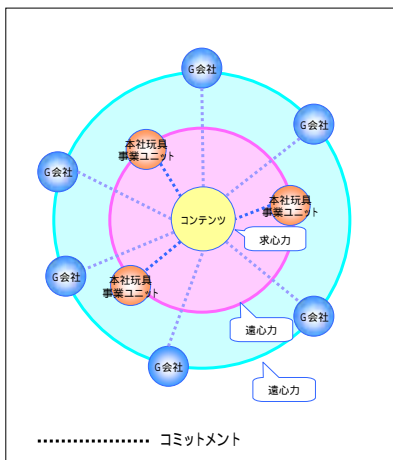 G会社
G会社
本社玩具
事業ユニット
G会社
本社玩具
事業ユニット
コンテンツ
求心力
G会社
本社玩具
事業ユニット
G会社
遠心力
G会社
遠心力
コミットメント